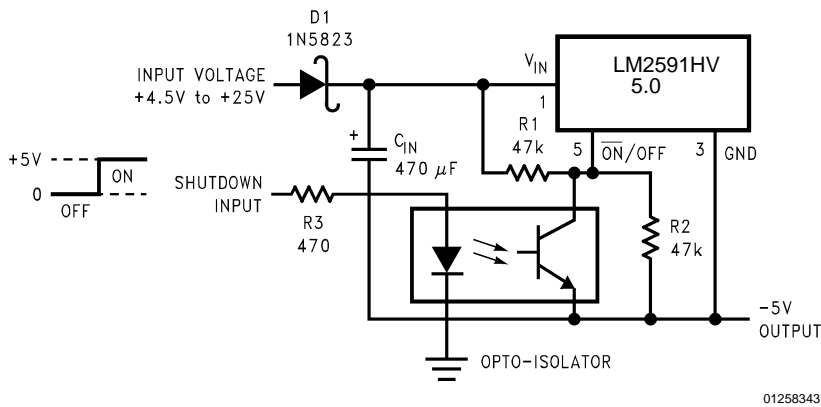 D1
1N5823
INPUT VOLTAGE
+4.5V to +25V
VIN
1
LM2591HV
5.0
5
ON/OFF
3
GND
R1
47k
+
CIN
470 μF
+5V
0
ON
OFF
SHUTDOWN
INPUT
R3
470
R2
47k
-5V
OUTPUT
OPTO-ISOLATOR
01258343